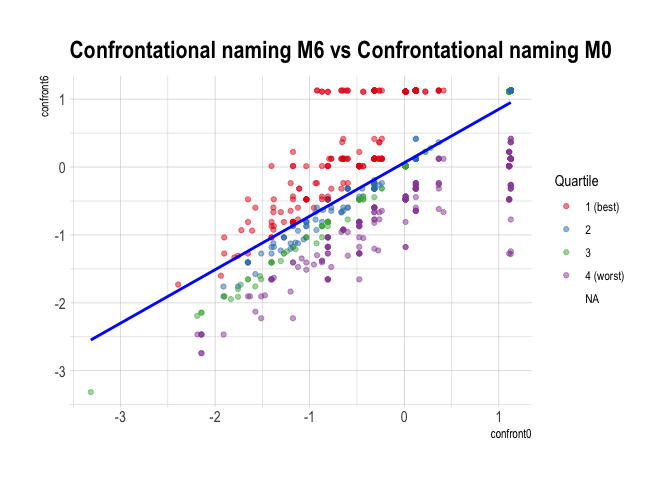 Confrontational naming M6 vs Confrontational naming M0
confront6
1
0
-1
-2
-3
-3
-2
-1
0
1
confront0
Quartile
1 (best)
2
3
4 (worst)
NA